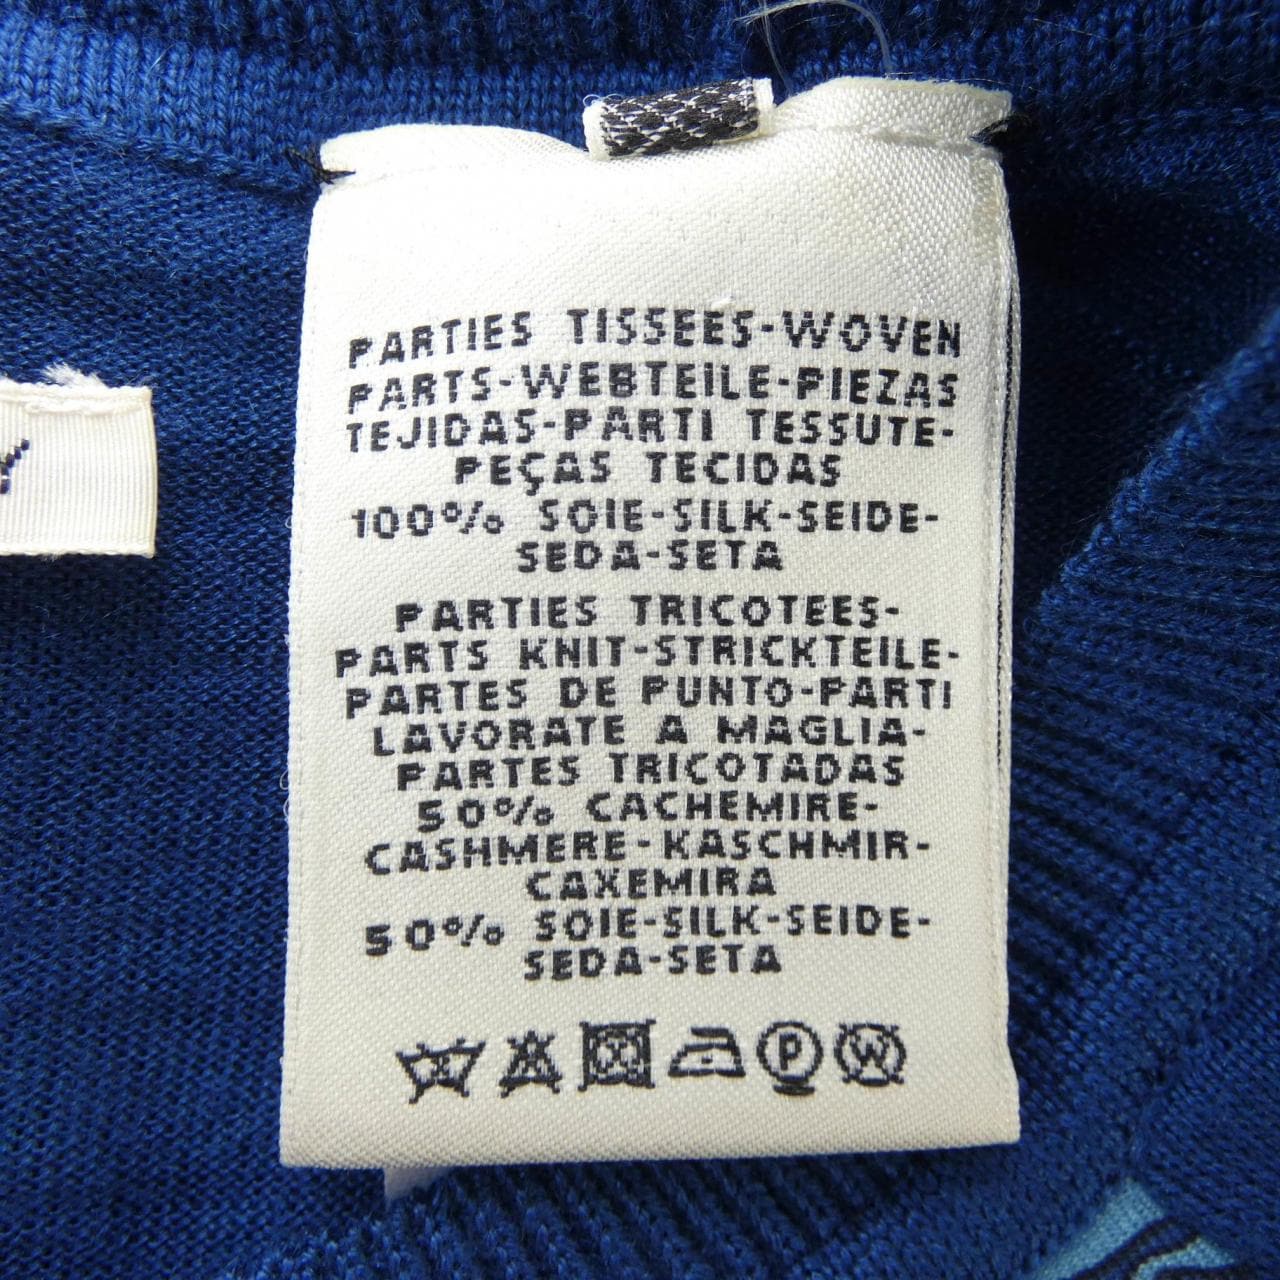 PARTIES TISSEES-WOVEN
PARTS-WEBTEILE-PIEZAS
TEJIDAS-PARTI TESSUTE-
PEÇAS TECIDAS
100% SOIE-SILK-SEIDE-
SEDA-SETA
PARTIES TRICOTEES-
PARTS KNIT-STRICKTEILE-
PARTES DE PUNTO-PARTI
LAVORATE A MAGLIA-
PARTES TRICOTADAS
50% CACHEMIRE-
CASHMERE-KASCHMIR-
CAXEMIRA
50% SOIE-SILK-SEIDE-
SEDA-SETA
P W